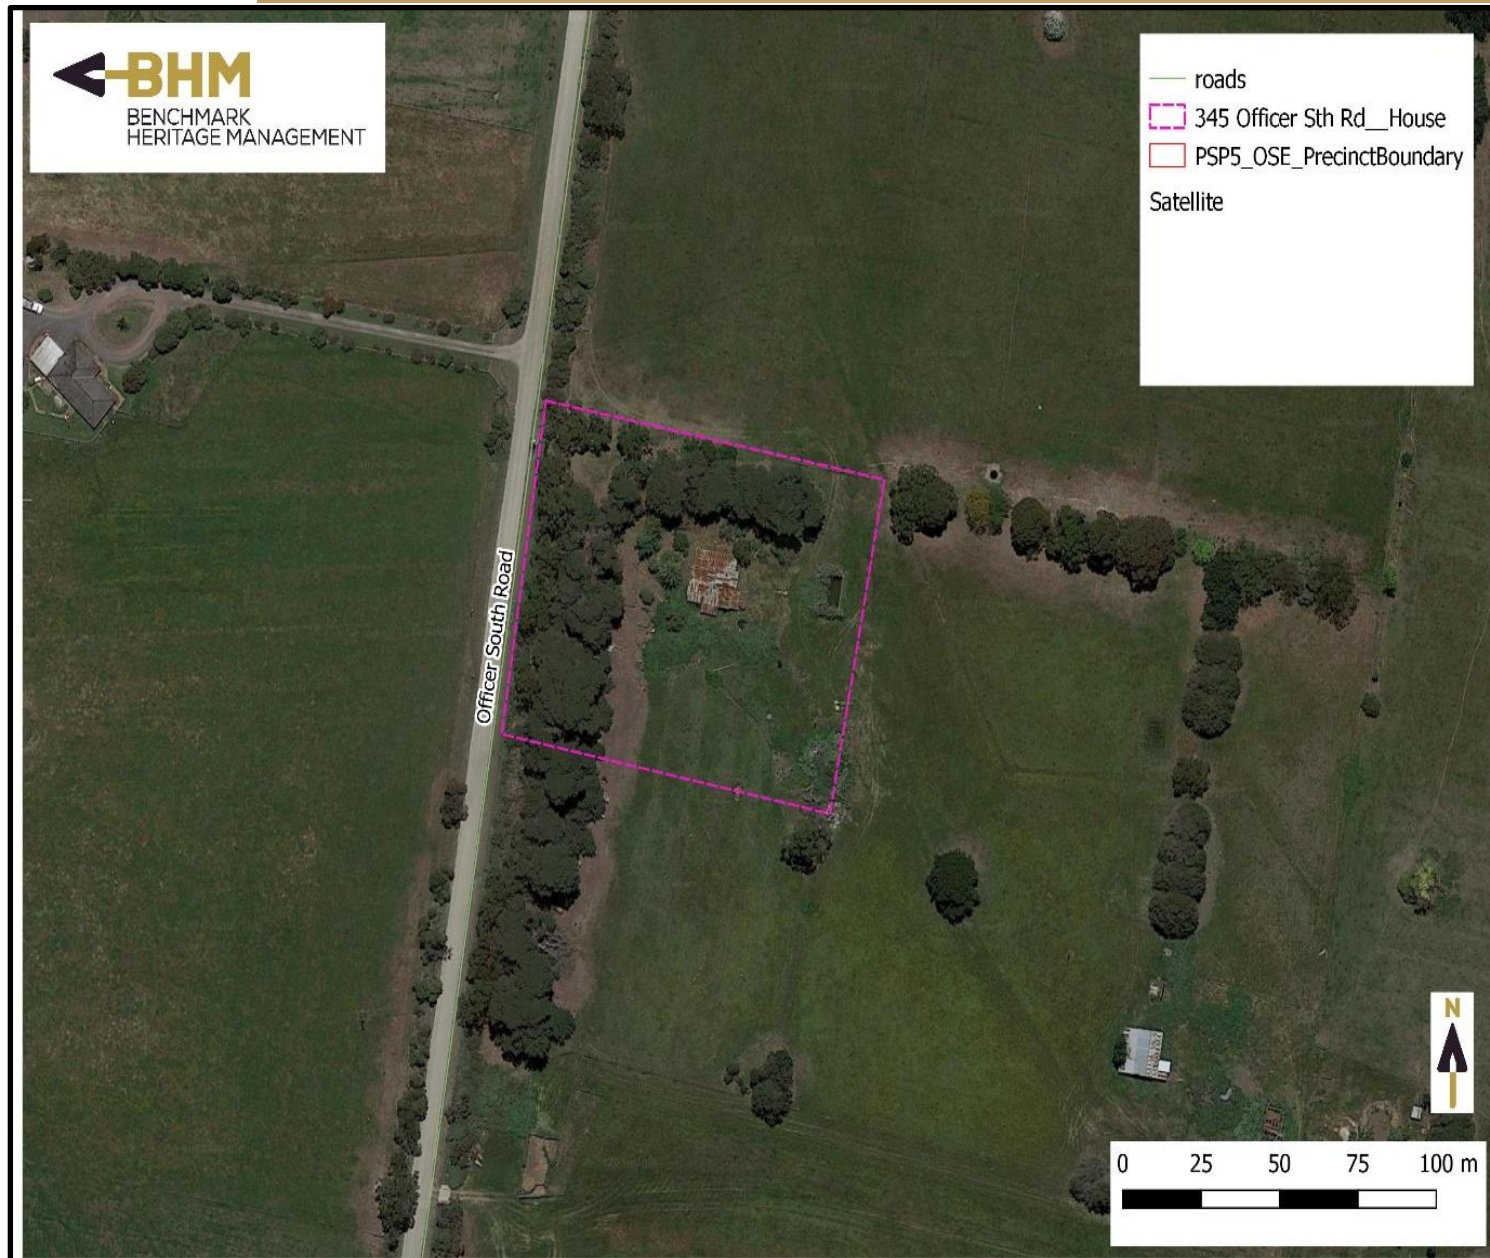 BHM
BENCHMARK
HERITAGE MANAGEMENT
roads
345 Officer Sth Rd__House
PSP5_OSE_PrecinctBoundary
Satellite
Officer South Road
N
0 25 50 75 100 m